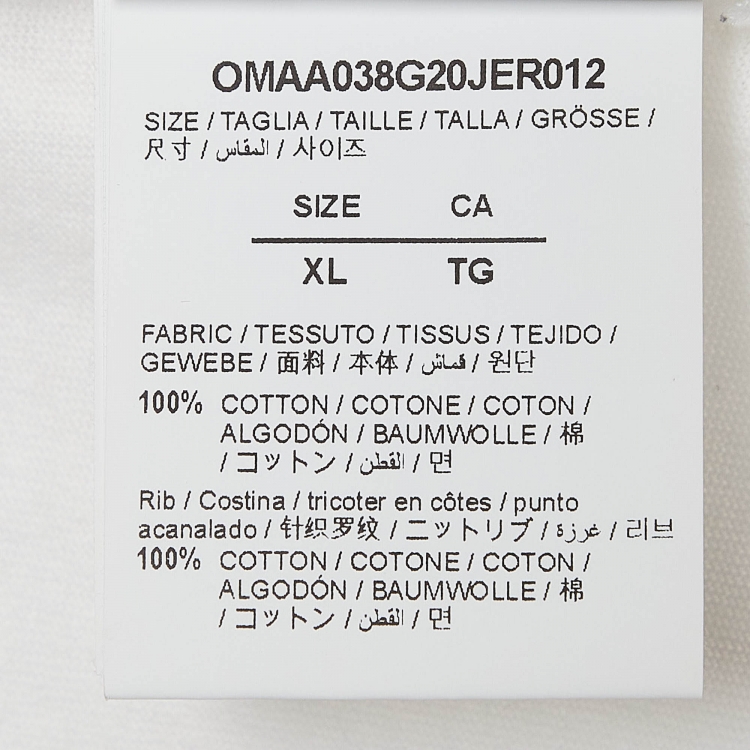 OMAA038G20JER012
SIZE / TAGLIA / TAILLE / TALLA / GRÖSSE /
尺寸 / المقاس / 사이즈
SIZE CA
XL TG
FABRIC / TESSUTO / TISSUS / TEJIDO /
GEWEBE / 面料 / 本体 / قماش / 원단
100% COTTON / COTONE / COTON /
ALGODÓN / BAUMWOLLE / 棉
/ コットン / القطن / 면
Rib / Costina / tricoter en côtes / punto
acanalado / 针织罗纹 / ニットリブ / غرزة / 리브
100% COTTON / COTONE / COTON /
ALGODÓN / BAUMWOLLE / 棉
/ コットン / القطن / 면